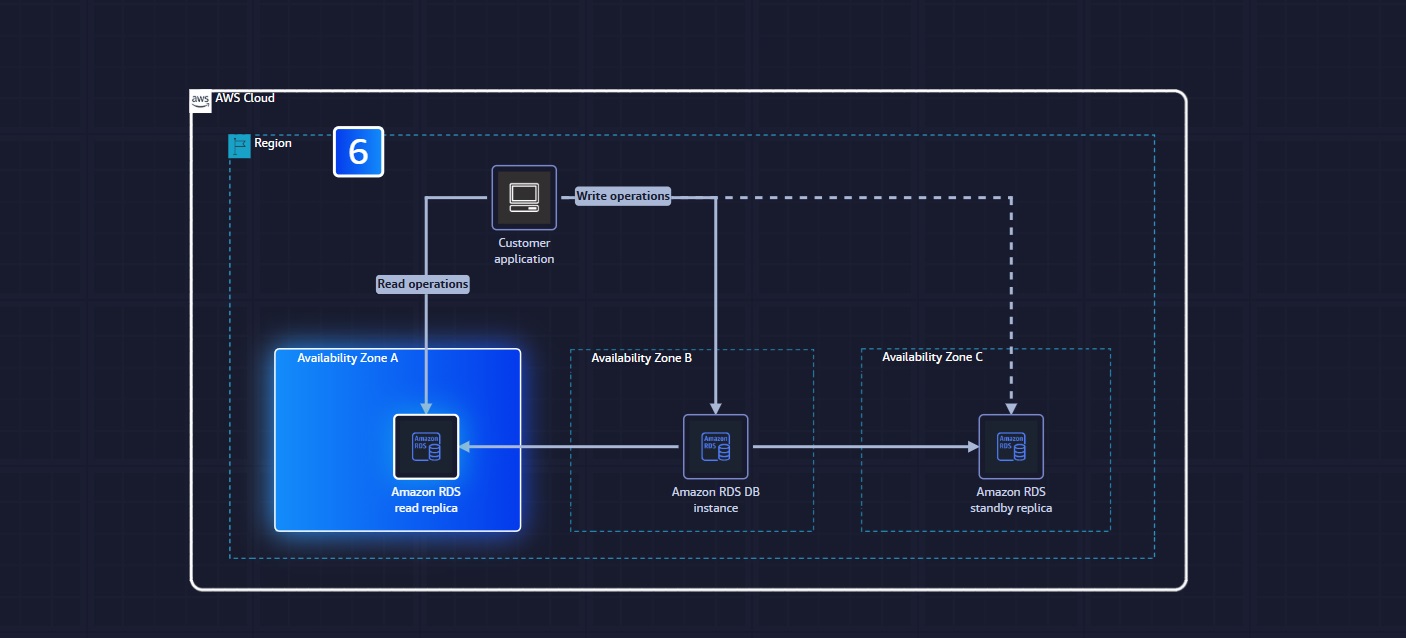 aws
AWS Cloud
Region
6
Write operations
Customer
application
Read operations
Availability Zone A
Availability Zone B
Availability Zone C
Amazon
RDS
Amazon
RDS
Amazon
RDS
Amazon RDS
read replica
Amazon RDS DB
instance
Amazon RDS
standby replica